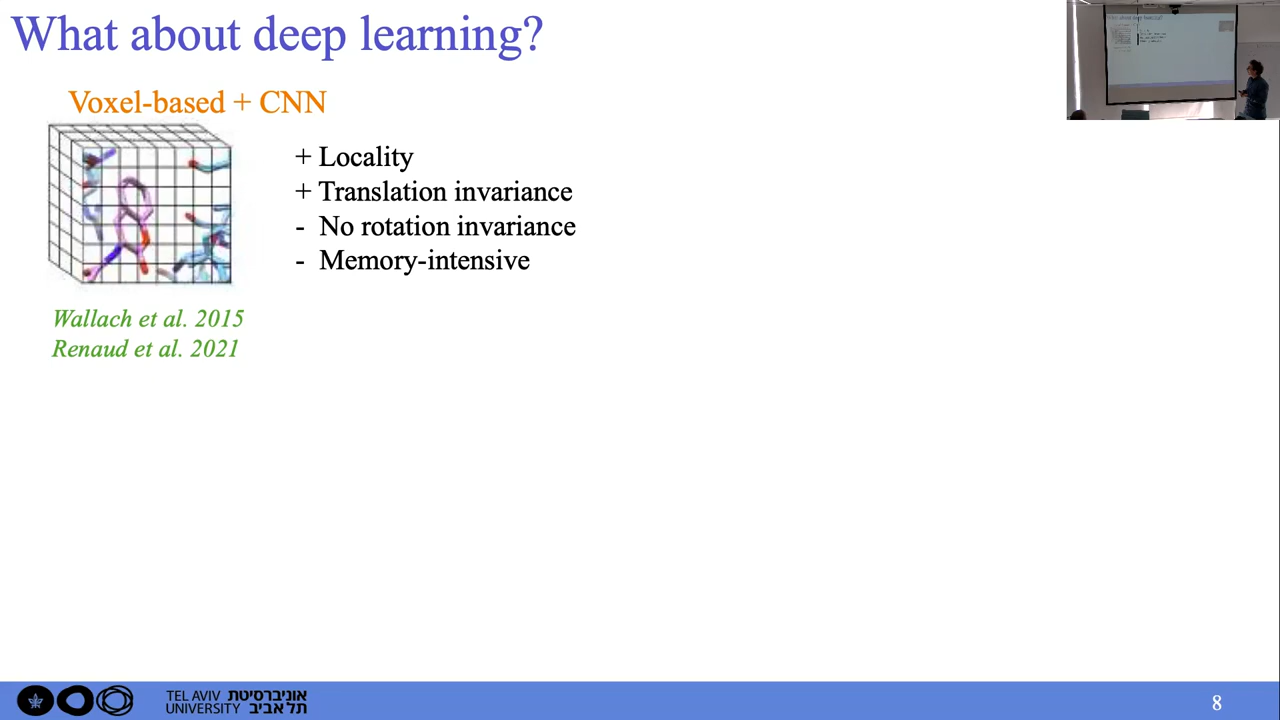 What about deep learning?
Voxel-based + CNN
+ Locality
+ Translation invariance
- No rotation invariance
- Memory-intensive
Wallach et al. 2015
Renaud et al. 2021
TEL AVIV אוניברסיטת
UNIVERSITY תל אביב
8